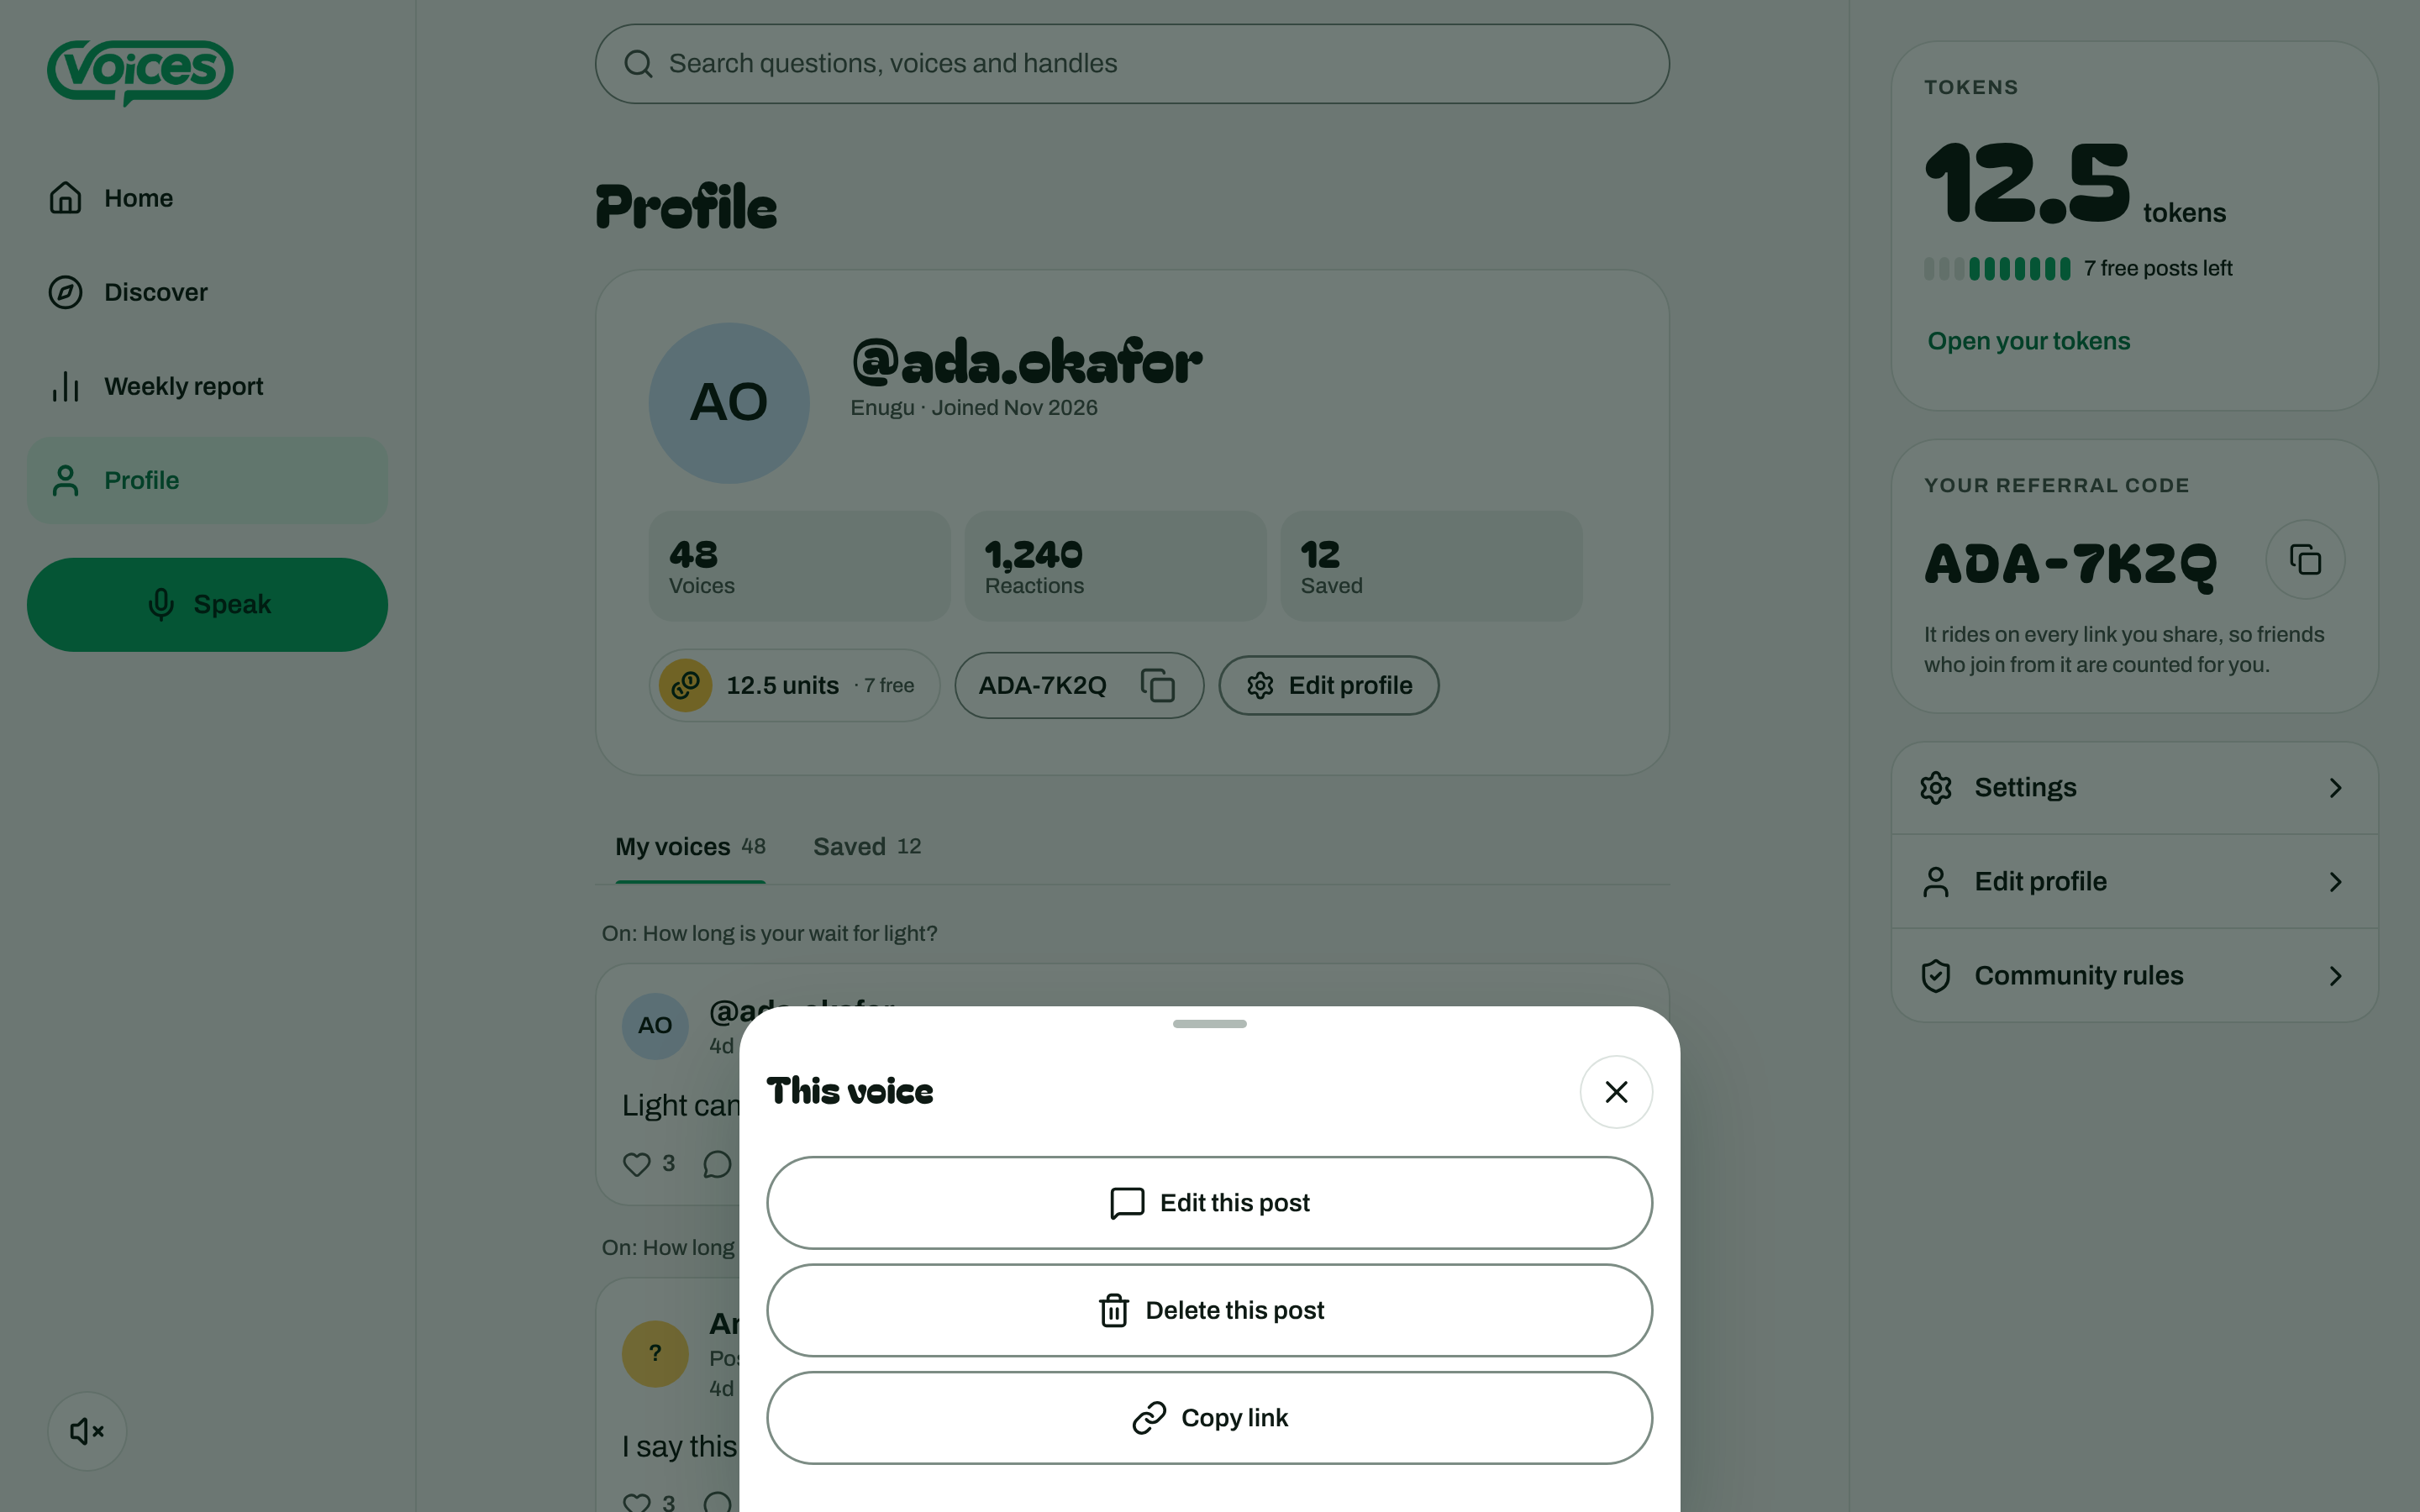 Voices
Home
Discover
Weekly report
Profile
Speak
Search questions, voices and handles
Profile
AO
@ada.okafor
Enugu · Joined Nov 2026
48
Voices
1,240
Reactions
12
Saved
12.5 units · 7 free
ADA-7K2Q
Edit profile
My voices 48
Saved 12
On: How long is your wait for light?
AO
4d
Light
3
On: How long
?
4d
I say this
3
This voice
Edit this post
Delete this post
Copy link
TOKENS
12.5 tokens
7 free posts left
Open your tokens
YOUR REFERRAL CODE
ADA-7K2Q
It rides on every link you share, so friends
who join from it are counted for you.
Settings
Edit profile
Community rules